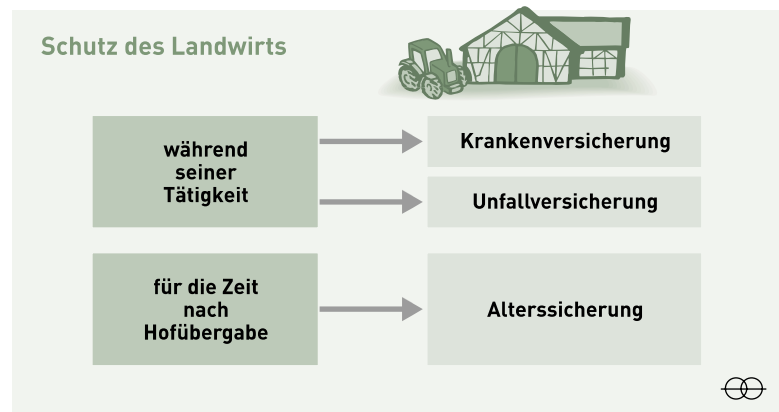 Schutz des Landwirts
während
seiner
Tätigkeit
Krankenversicherung
Unfallversicherung
für die Zeit
nach
Hofübergabe
Alterssicherung